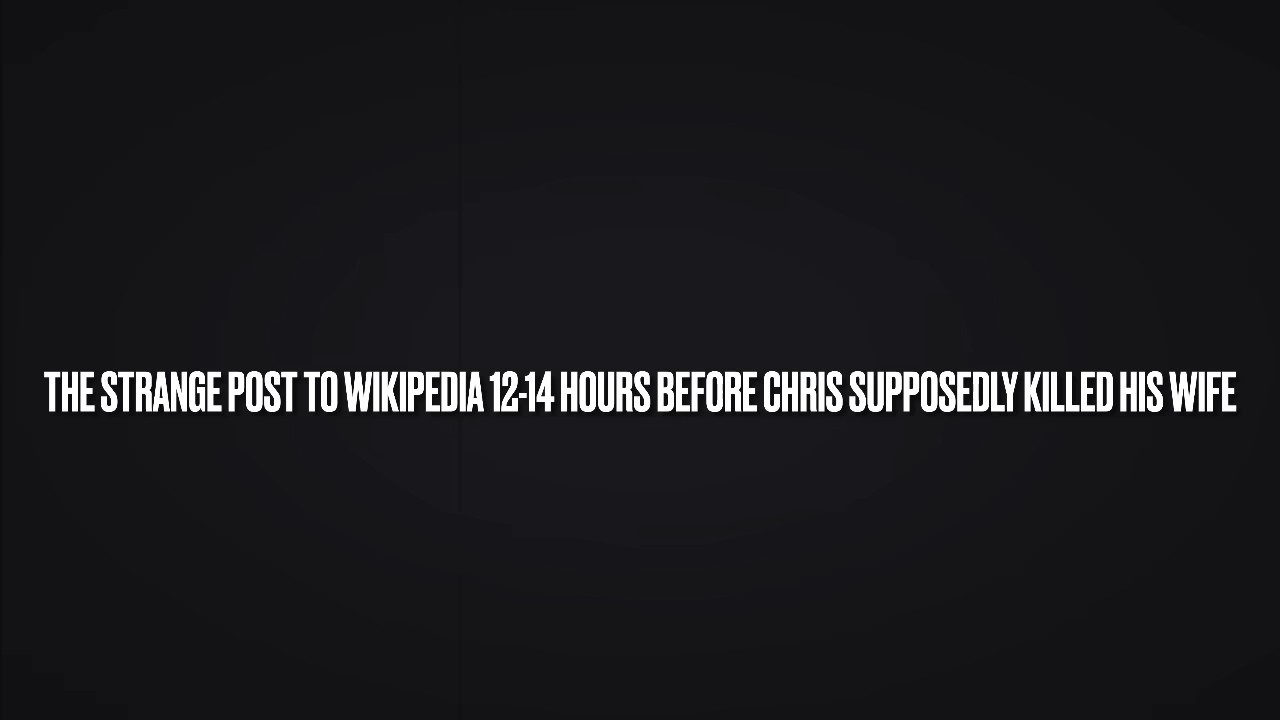 THE STRANGE POST TO WIKIPEDIA 12-14 HOURS BEFORE CHRIS SUPPOSEDLY KILLED HIS WIFE